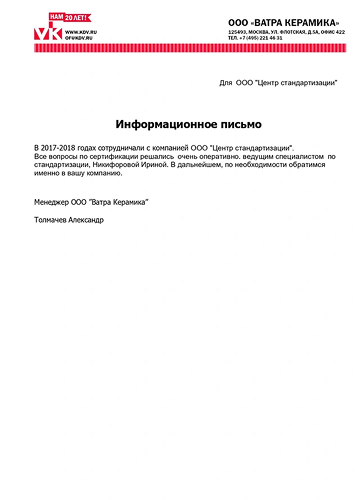 НАМ 20 ЛЕТ!
VK
WWW.KDV.RU
OF@KDV.RU
ООО «ВАТРА КЕРАМИКА»
125493, МОСКВА, УЛ. ФЛОТСКАЯ, Д.5А, ОФИС 422
ТЕЛ. +7 (495) 221 46 31
Для ООО "Центр стандартизации"
Информационное письмо
В 2017-2018 годах сотрудничали с компанией ООО "Центр стандартизации".
Все вопросы по сертификации решались очень оперативно. ведущим специалистом по
стандартизации, Никифоровой Ириной. В дальнейшем, по необходимости обратимся
именно в вашу компанию.
Менеджер ООО "Ватра Керамика"
Толмачев Александр